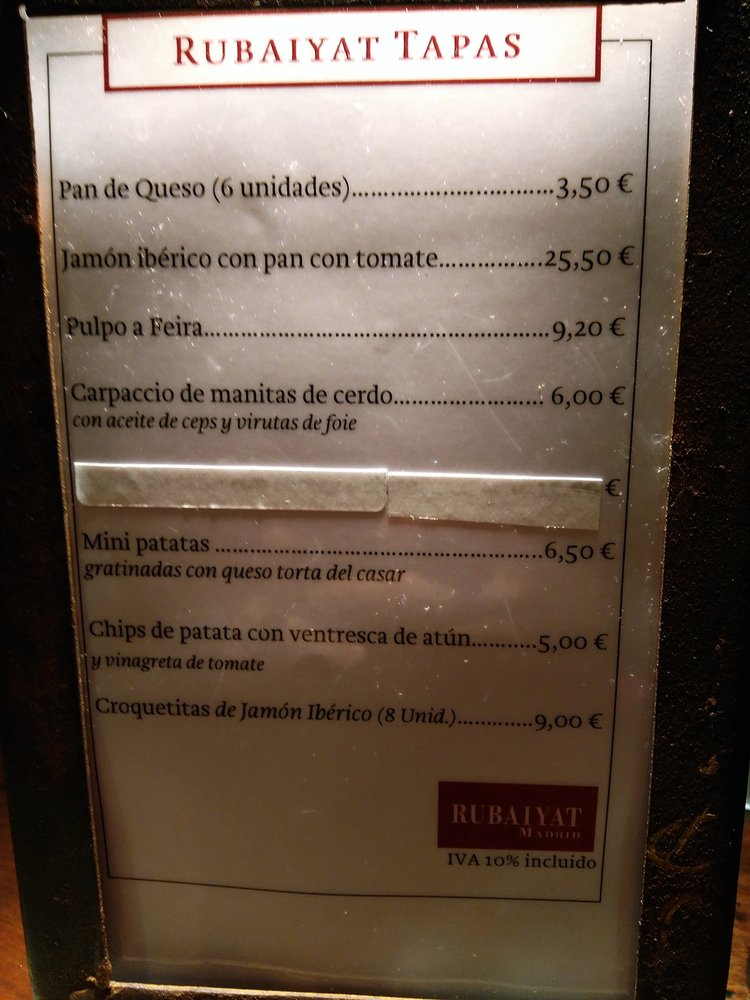 RUBAIYAT TAPAS
Pan de Queso (6 unidades)..................................3,50 €
Jamón ibérico con pan con tomate................25,50 €
Pulpo a Feira.......................................................9,20 €
Carpaccio de manitas de cerdo....................... 6,00 €
con aceite de ceps y virutas de foie
€
Mini patatas .....................................................6,50 €
gratinadas con queso torta del casar
Chips de patata con ventresca de atún...........5,00 €
y vinagreta de tomate
Croquetitas de Jamón Ibérico (8 Unid.).............9,00 €
RUBAIYAT
MADRID
IVA 10% incluido